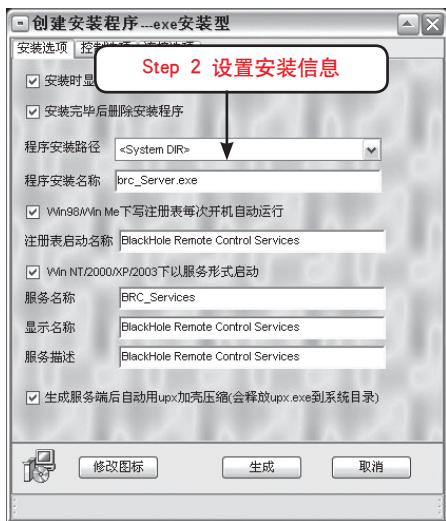 创建安装程序---exe安装型
安装选项 控制
Step 2 设置安装信息
安装时显
安装完毕后删除安装程序
程序安装路径 <System DIR>
程序安装名称 brc_Server.exe
Win98/Win Me下写注册表每次开机自动运行
注册表启动名称 BlackHole Remote Control Services
Win NT/2000/XP/2003下以服务形式启动
服务名称 BRC_Services
显示名称 BlackHole Remote Control Services
服务描述 BlackHole Remote Control Services
生成服务端后自动用upx加壳压缩(会释放upx.exe到系统目录)
修改图标 生成 取消